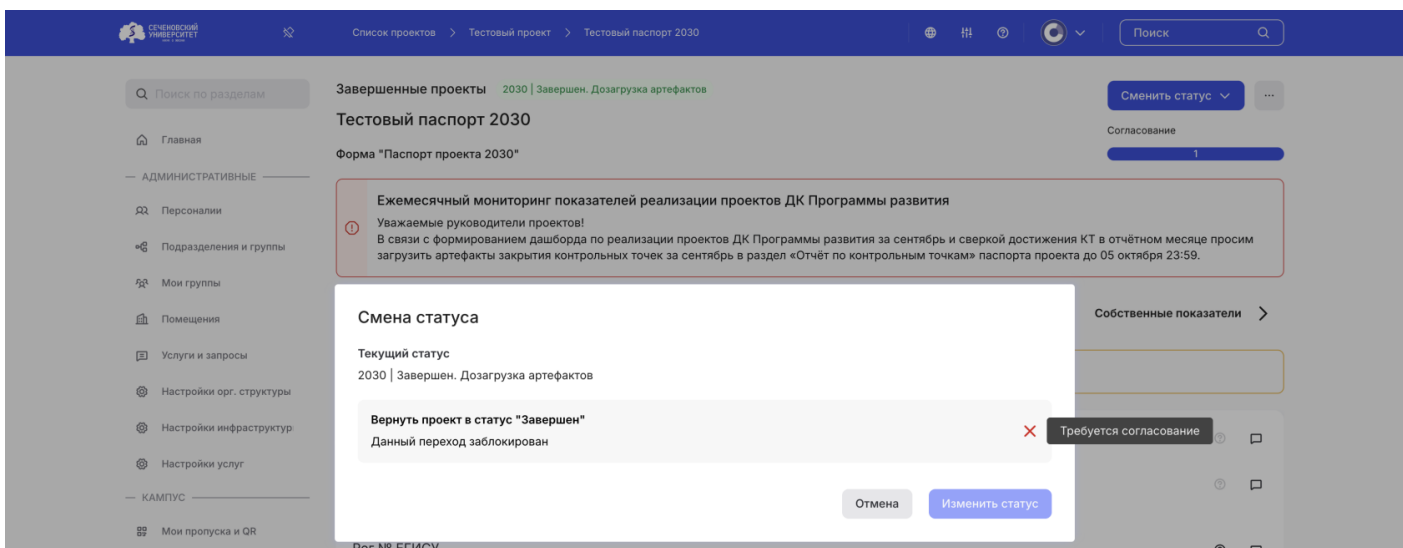 СЕЧЕНОВСКИЙ
УНИВЕРСИТЕТ
Список проектов > Тестовый проект > Тестовый паспорт 2030
Поиск
Поиск по разделам
Главная
АДМИНИСТРАТИВНЫЕ
Персоналии
Подразделения и группы
Мои группы
Помещения
Услуги и запросы
Настройки орг. структуры
Настройки инфраструктур
Настройки услуг
КАМПУС
Мои пропуска и QR
Завершенные проекты 2030 | Завершен. Дозагрузка артефактов
Тестовый паспорт 2030
Форма "Паспорт проекта 2030"
Сменить статус
...
Согласование
1
Ежемесячный мониторинг показателей реализации проектов ДК Программы развития
Уважаемые руководители проектов!
В связи с формированием дашборда по реализации проектов ДК Программы развития за сентябрь и сверкой достижения КТ в отчётном месяце просим
загрузить артефакты закрытия контрольных точек за сентябрь в раздел «Отчёт по контрольным точкам» паспорта проекта до 05 октября 23:59.
Собственные показатели >
Смена статуса
Текущий статус
2030 | Завершен. Дозагрузка артефактов
Вернуть проект в статус "Завершен"
Данный переход заблокирован
Требуется согласование
Отмена
Изменить статус
Рег № ЕГИСУ